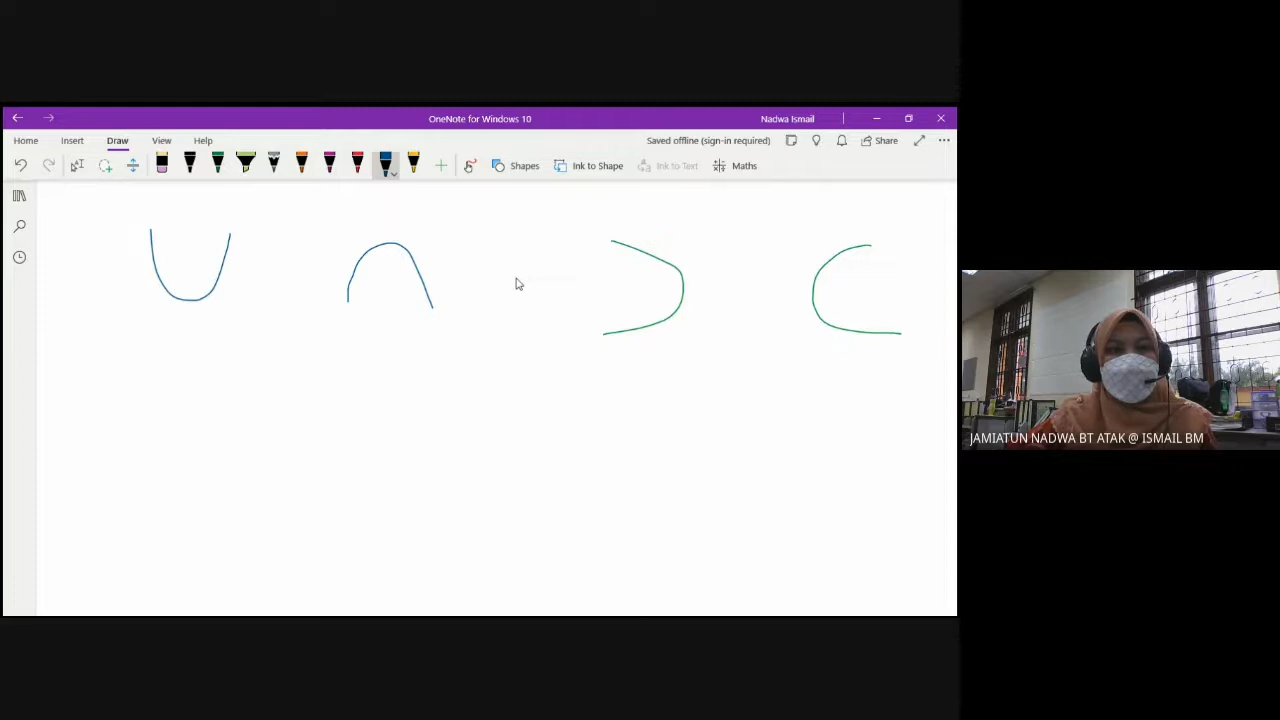 OneNote for Windows 10
Nadwa Ismail
Home Insert Draw View Help
Saved offline (sign-in required)
Share
Shapes
Ink to Shape
Ink to Text
Maths
JAMIATUN NADWA BT ATAK @ ISMAIL BM